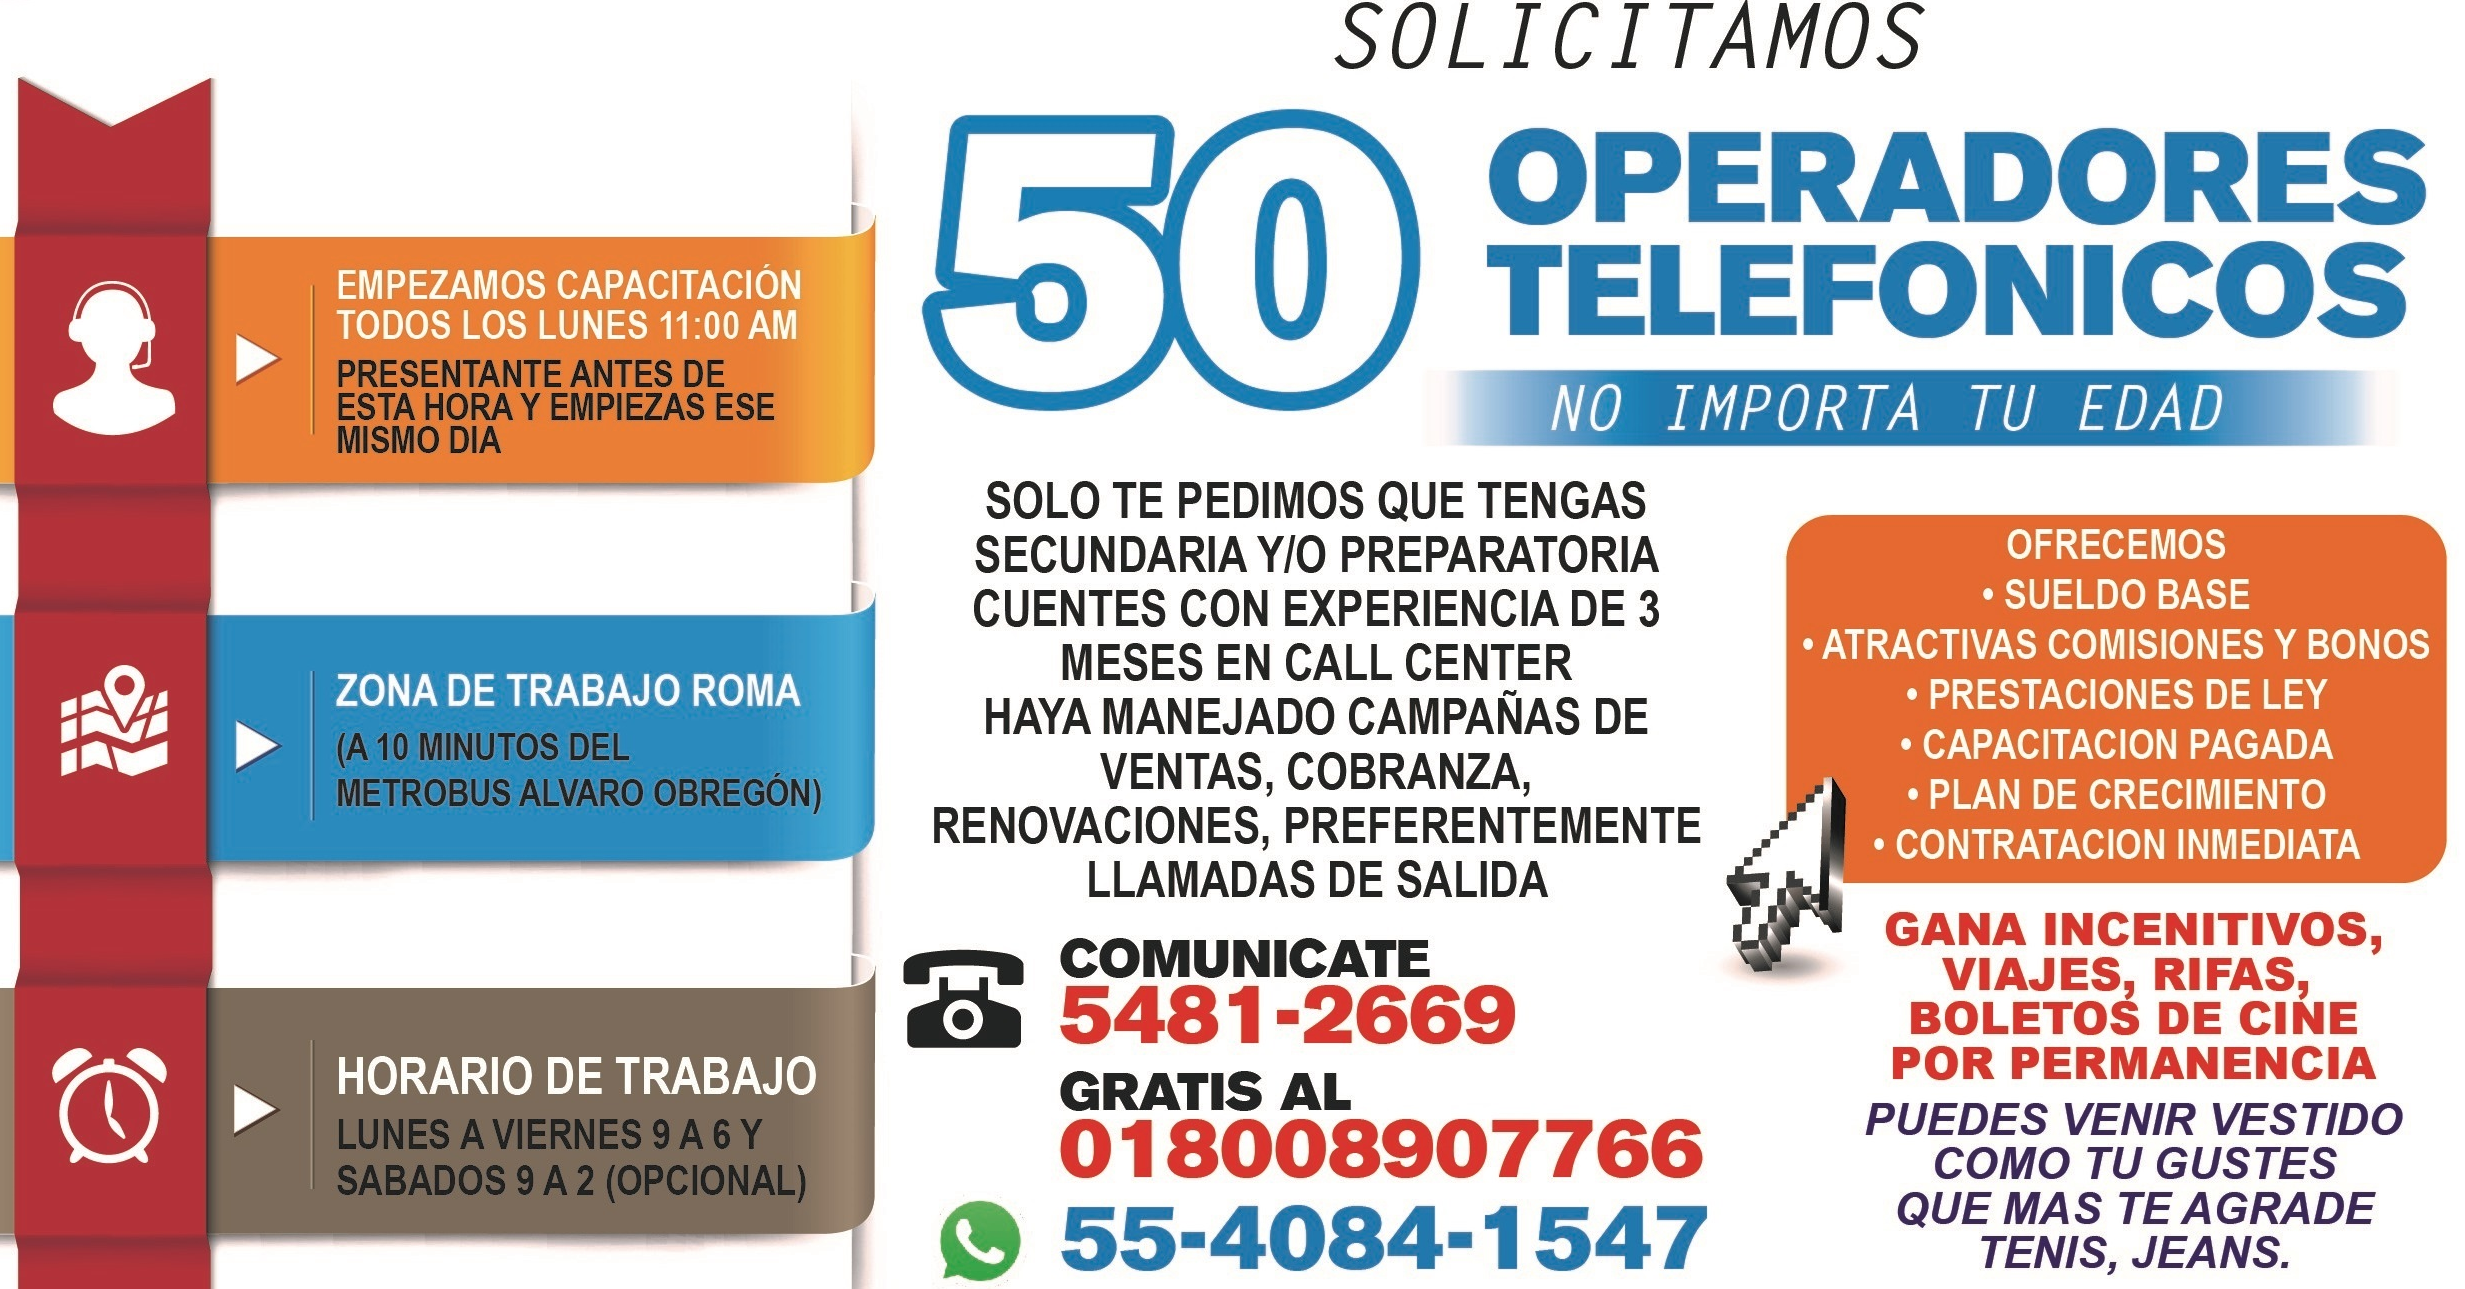 SOLICITAMOS
50
OPERADORES
TELEFONICOS
NO IMPORTA TU EDAD
EMPEZAMOS CAPACITACIÓN
TODOS LOS LUNES 11:00 AM
PRESENTANTE ANTES DE
ESTA HORA Y EMPIEZAS ESE
MISMO DIA
ZONA DE TRABAJO ROMA
(A 10 MINUTOS DEL
METROBUS ALVARO OBREGÓN)
HORARIO DE TRABAJO
LUNES A VIERNES 9 A 6 Y
SABADOS 9 A 2 (OPCIONAL)
SOLO TE PEDIMOS QUE TENGAS
SECUNDARIA Y/O PREPARATORIA
CUENTES CON EXPERIENCIA DE 3
MESES EN CALL CENTER
HAYA MANEJADO CAMPAÑAS DE
VENTAS, COBRANZA,
RENOVACIONES, PREFERENTEMENTE
LLAMADAS DE SALIDA
COMUNICATE
5481-2669
GRATIS AL
018008907766
55-4084-1547
OFRECEMOS
• SUELDO BASE
• ATRACTIVAS COMISIONES Y BONOS
• PRESTACIONES DE LEY
• CAPACITACION PAGADA
• PLAN DE CRECIMIENTO
• CONTRATACION INMEDIATA
GANA INCENITIVOS,
VIAJES, RIFAS,
BOLETOS DE CINE
POR PERMANENCIA
PUEDES VENIR VESTIDO
COMO TU GUSTES
QUE MAS TE AGRADE
TENIS, JEANS.